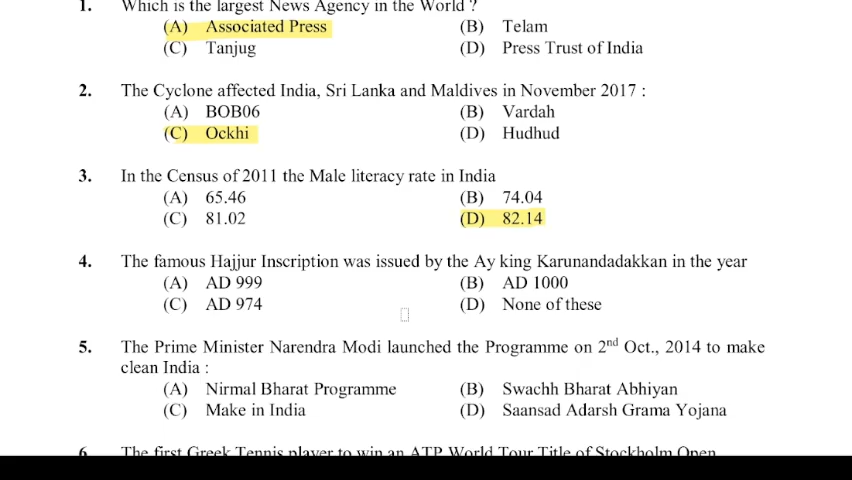 1. Which is the largest News Agency in the World ?
(A) Associated Press (B) Telam
(C) Tanjug (D) Press Trust of India
2. The Cyclone affected India, Sri Lanka and Maldives in November 2017 :
(A) BOB06 (B) Vardah
(C) Ockhi (D) Hudhud
3. In the Census of 2011 the Male literacy rate in India
(A) 65.46 (B) 74.04
(C) 81.02 (D) 82.14
4. The famous Hajjur Inscription was issued by the Ay king Karunandadakkan in the year
(A) AD 999 (B) AD 1000
(C) AD 974 (D) None of these
5. The Prime Minister Narendra Modi launched the Programme on 2nd Oct., 2014 to make
clean India :
(A) Nirmal Bharat Programme (B) Swachh Bharat Abhiyan
(C) Make in India (D) Saansad Adarsh Grama Yojana
6 The first Greek Tennis player to win an ATP World Tour Title of Stockholm Open